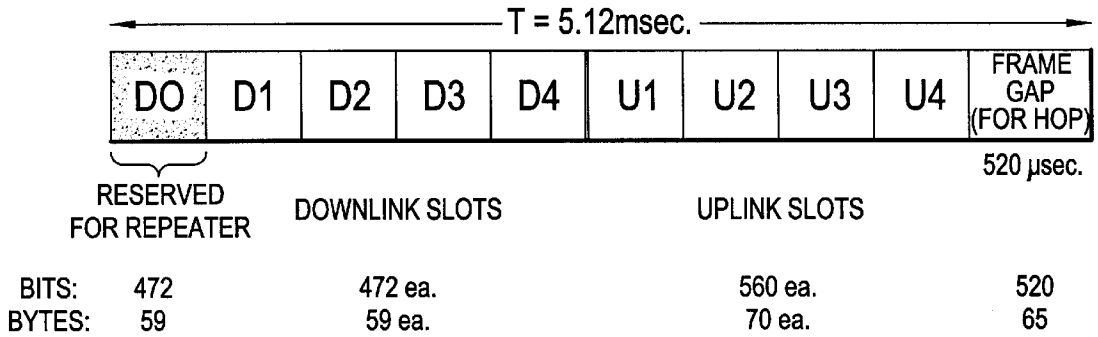 T = 5.12msec.
DO D1 D2 D3 D4 U1 U2 U3 U4 FRAME
GAP
(FOR HOP)
520 µsec.
RESERVED
FOR REPEATER
DOWNLINK SLOTS
UPLINK SLOTS
BITS: 472 472 ea. 560 ea. 520
BYTES: 59 59 ea. 70 ea. 65